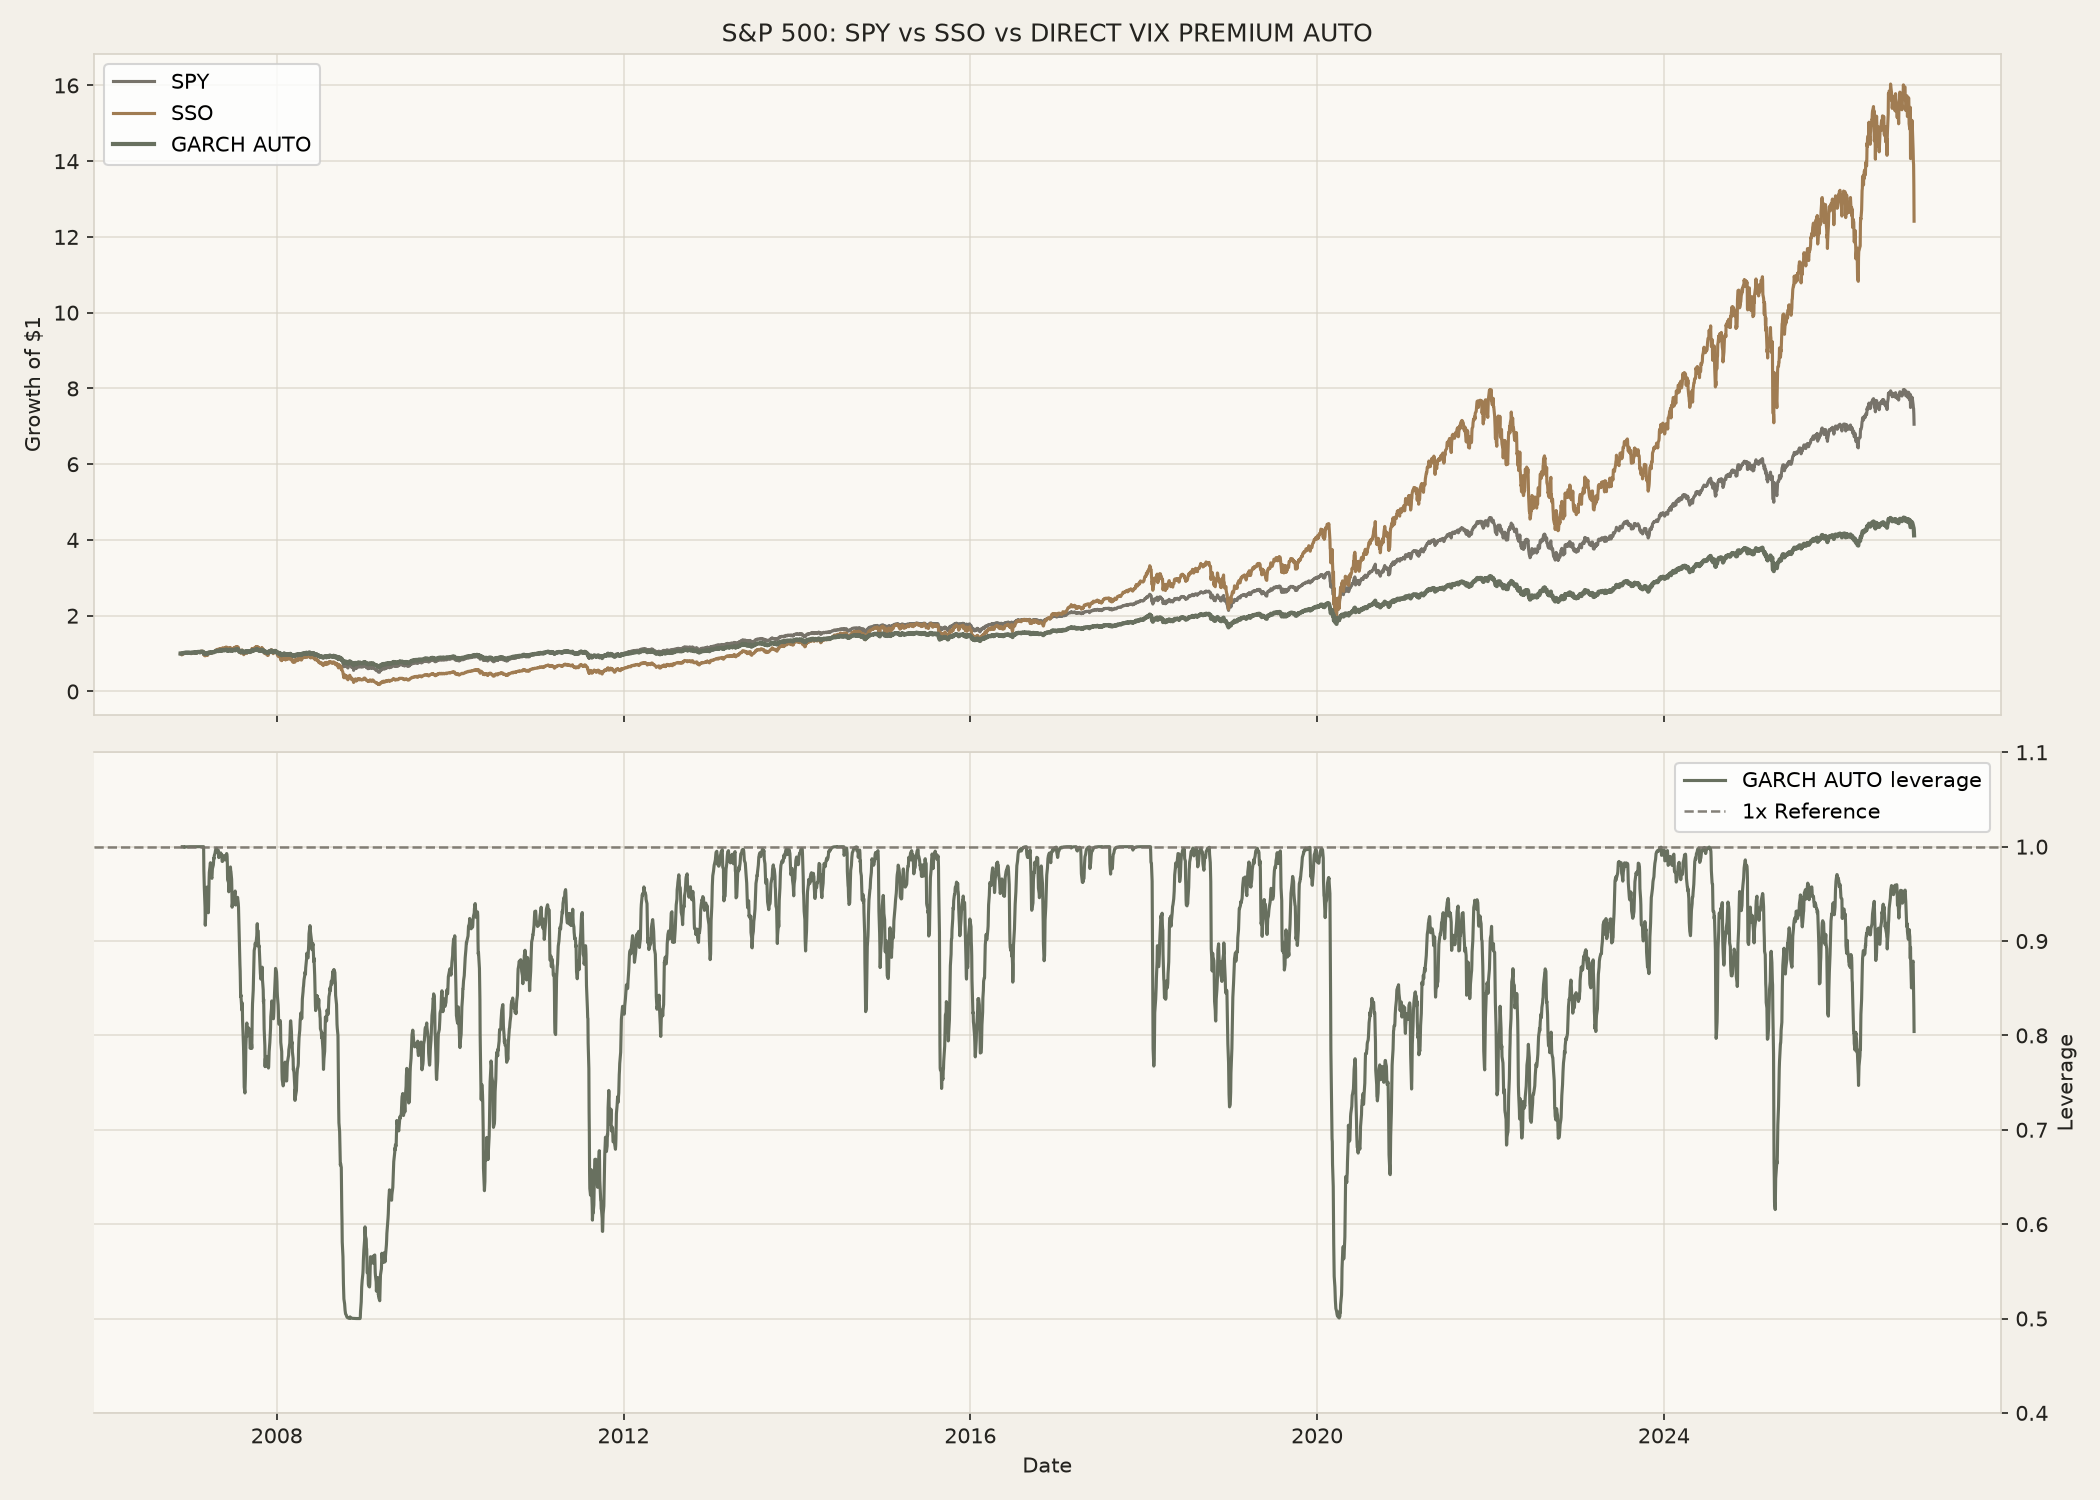 S&P 500: SPY vs SSO vs DIRECT VIX PREMIUM AUTO
SPY
SSO
GARCH AUTO
16
14
12
10
8
6
4
2
0
Growth of $1
GARCH AUTO leverage
1x Reference
1.1
1.0
0.9
0.8
0.7
0.6
0.5
0.4
Leverage
2008
2012
2016
2020
2024
Date